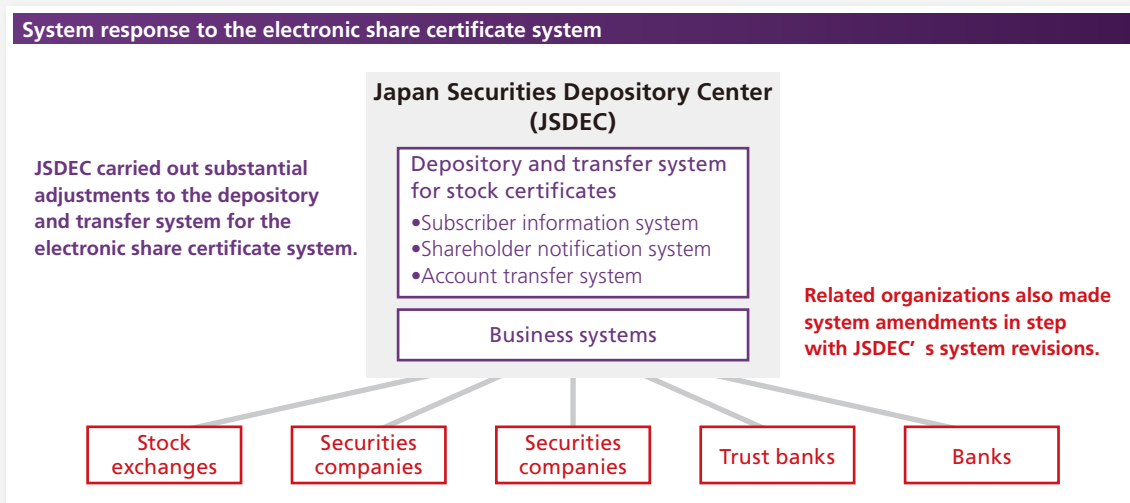 System response to the electronic share certificate system
Japan Securities Depository Center
(JSDEC)
JSDEC carried out substantial
adjustments to the depository
and transfer system for the
electronic share certificate system.
Depository and transfer system
for stock certificates
•Subscriber information system
•Shareholder notification system
•Account transfer system
Business systems
Related organizations also made
system amendments in step
with JSDEC’ s system revisions.
Stock
exchanges
Securities
companies
Securities
companies
Trust banks
Banks